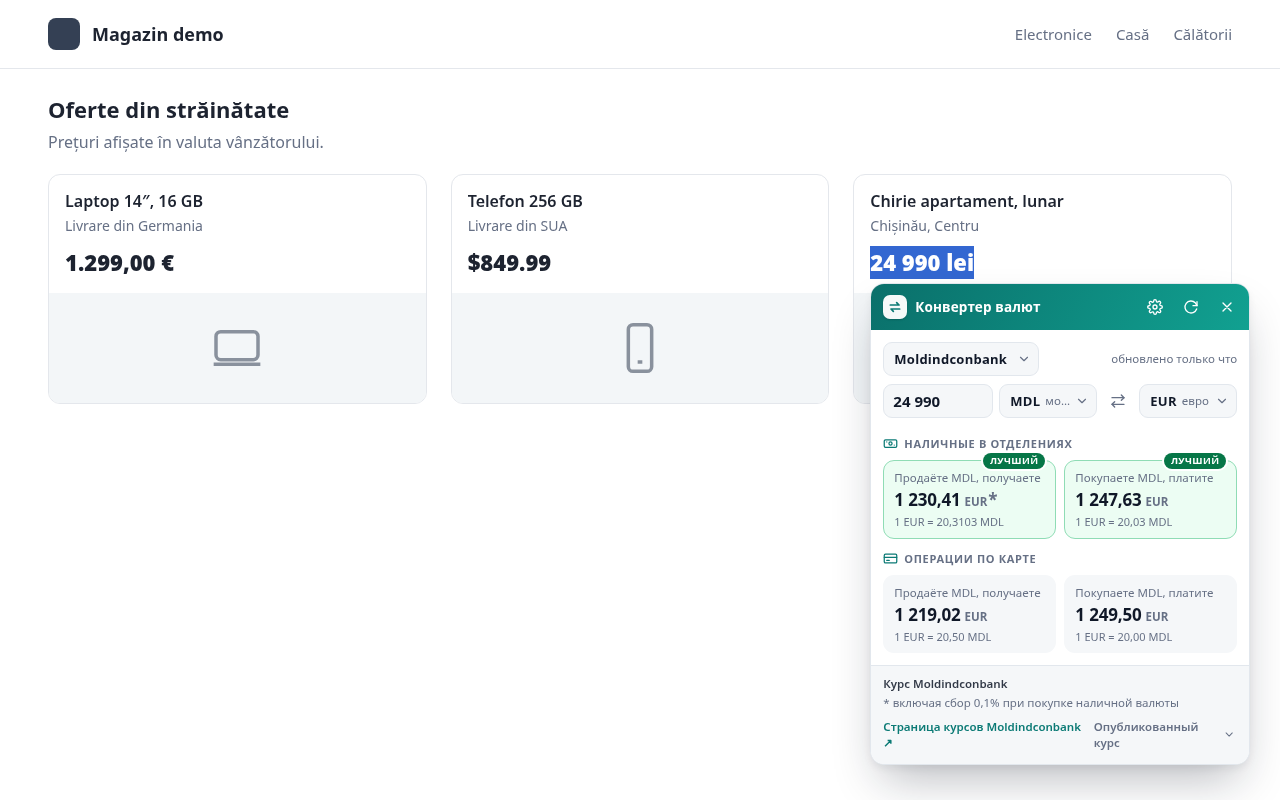 Magazin demo
Electronice
Casă
Călătorii
Oferte din străinătate
Prețuri afișate în valuta vânzătorului.
Laptop 14″, 16 GB
Livrare din Germania
1.299,00 €
Telefon 256 GB
Livrare din SUA
$849.99
Chirie apartament, lunar
Chișinău, Centru
24 990 lei
Конвертер валют
Moldindconbank
обновлено только что
24 990
MDL мо...
EUR евро
НАЛИЧНЫЕ В ОТДЕЛЕНИЯХ
ЛУЧШИЙ
Продаёте MDL, получаете
1 230,41 EUR*
1 EUR = 20,3103 MDL
ЛУЧШИЙ
Покупаете MDL, платите
1 247,63 EUR
1 EUR = 20,03 MDL
ОПЕРАЦИИ ПО КАРТЕ
Продаёте MDL, получаете
1 219,02 EUR
1 EUR = 20,50 MDL
Покупаете MDL, платите
1 249,50 EUR
1 EUR = 20,00 MDL
Курс Moldindconbank
* включая сбор 0,1% при покупке наличной валюты
Страница курсов Moldindconbank
↗
Опубликованный
курс